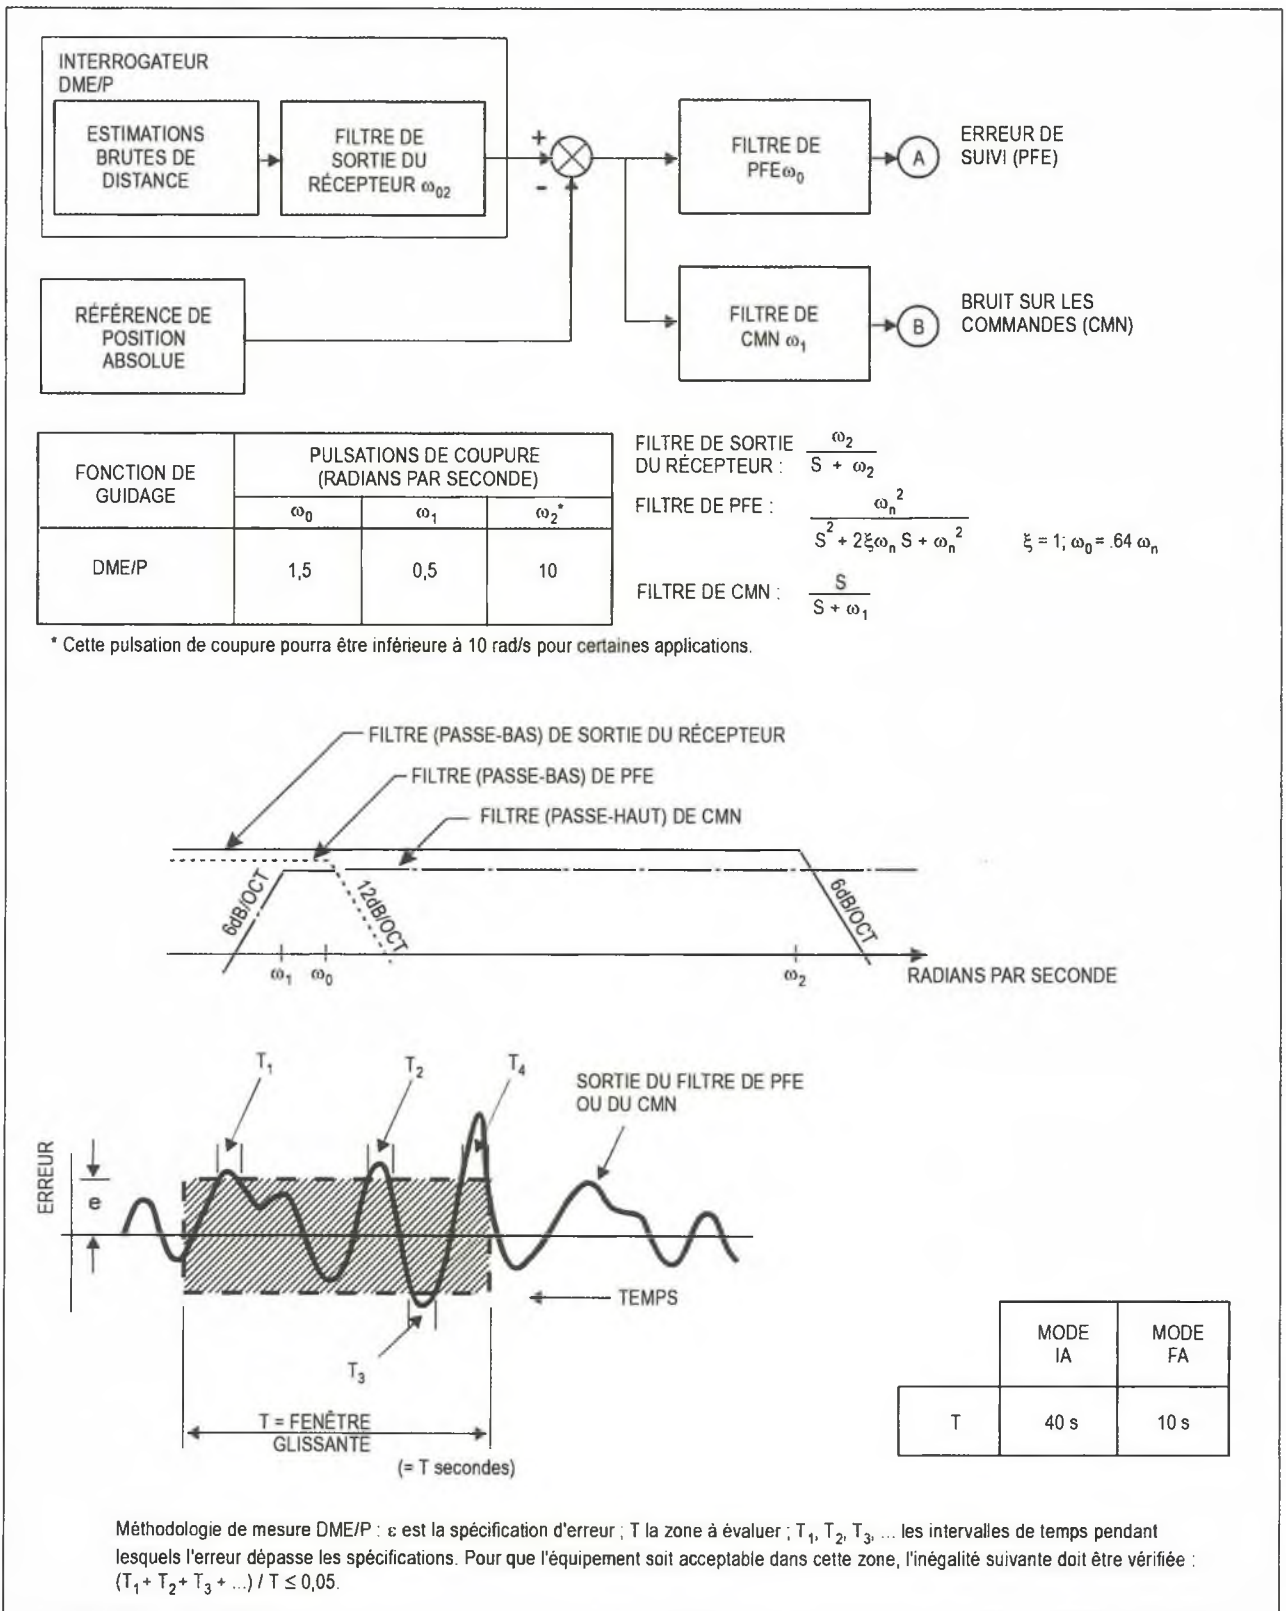 INTERROGATEUR
DME/P
ESTIMATIONS
BRUTES DE
DISTANCE
FILTRE DE
SORTIE DU
RÉCEPTEUR ω02
+
-
FILTRE DE
PFEω0
A
ERREUR DE
SUIVI (PFE)
RÉFÉRENCE DE
POSITION
ABSOLUE
FILTRE DE
CMN ω1
B
BRUIT SUR LES
COMMANDES (CMN)
FONCTION DE
GUIDAGE
PULSATIONS DE COUPURE
(RADIANS PAR SECONDE)
ω0 ω1 ω2*
DME/P 1,5 0,5 10
FILTRE DE SORTIE
DU RÉCEPTEUR : ω2 / S + ω2
FILTRE DE PFE : ωn² / S² + 2ξωn S + ωn² ξ = 1; ω0 = .64 ωn
FILTRE DE CMN : S / S + ω1
* Cette pulsation de coupure pourra être inférieure à 10 rad/s pour certaines applications.
FILTRE (PASSE-BAS) DE SORTIE DU RÉCEPTEUR
FILTRE (PASSE-BAS) DE PFE
FILTRE (PASSE-HAUT) DE CMN
6dB/OCT
12dB/OCT
6dB/OCT
ω1 ω0 ω2
RADIANS PAR SECONDE
T1 T2 T4
SORTIE DU FILTRE DE PFE
OU DU CMN
ERREUR
e
TEMPS
T3
T = FENÊTRE
GLISSANTE
(= T secondes)
MODE
IA
MODE
FA
T 40 s 10 s
Méthodologie de mesure DME/P : ε est la spécification d'erreur ; T la zone à évaluer ; T1, T2, T3, ... les intervalles de temps pendant
lesquels l'erreur dépasse les spécifications. Pour que l'équipement soit acceptable dans cette zone, l'inégalité suivante doit être vérifiée :
(T1 + T2 + T3 + ...) / T ≤ 0,05.